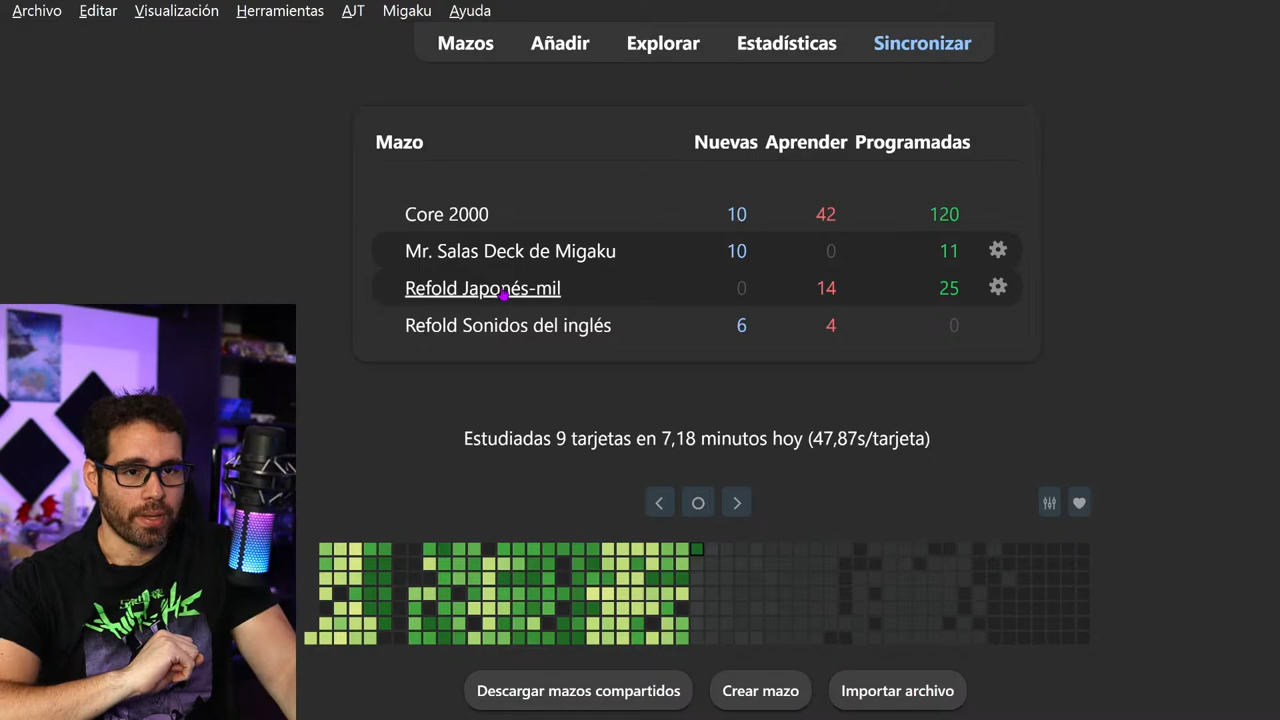 Archivo Editar Visualización Herramientas AJT Migaku Ayuda
Mazos Añadir Explorar Estadísticas Sincronizar
Mazo Nuevas Aprender Programadas
Core 2000 10 42 120
Mr. Salas Deck de Migaku 10 0 11
Refold Japonés-mil 0 14 25
Refold Sonidos del inglés 6 4 0
Estudiadas 9 tarjetas en 7,18 minutos hoy (47,87s/tarjeta)
Descargar mazos compartidos Crear mazo Importar archivo